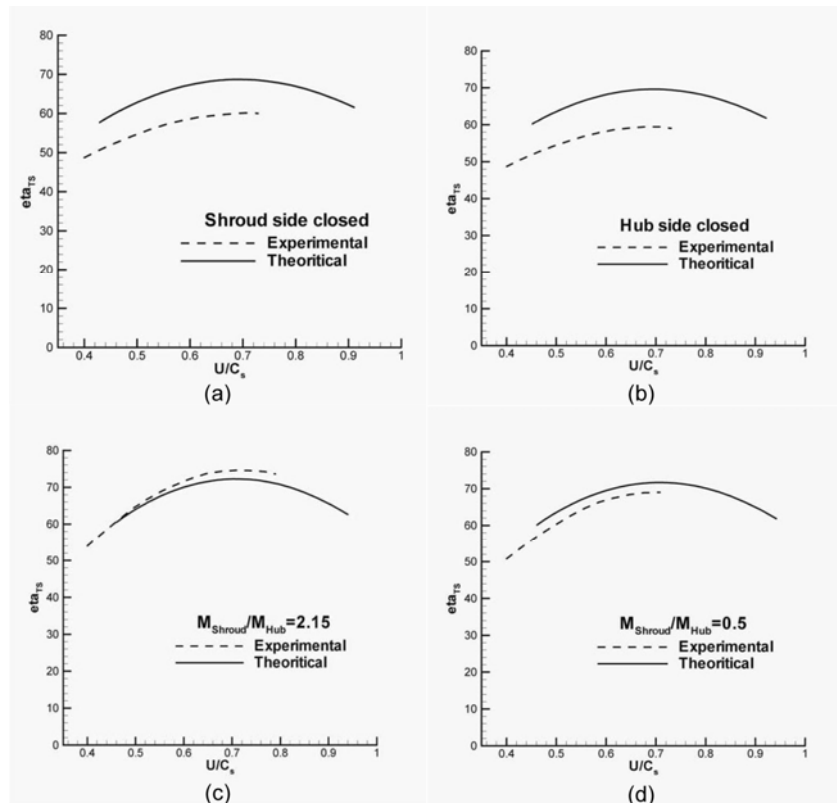 80
70
60
50
40
30
20
10
0
eta_TS
Shroud side closed
Experimental
Theoritical
0.4 0.5 0.6 0.7 0.8 0.9 1
U/C_s
(a)
80
70
60
50
40
30
20
10
0
eta_TS
Hub side closed
Experimental
Theoritical
0.4 0.5 0.6 0.7 0.8 0.9 1
U/C_s
(b)
80
70
60
50
40
30
20
10
0
eta_TS
M_Shroud/M_Hub=2.15
Experimental
Theoritical
0.4 0.5 0.6 0.7 0.8 0.9 1
U/C_s
(c)
80
70
60
50
40
30
20
10
0
eta_TS
M_Shroud/M_Hub=0.5
Experimental
Theoritical
0.4 0.5 0.6 0.7 0.8 0.9 1
U/C_s
(d)